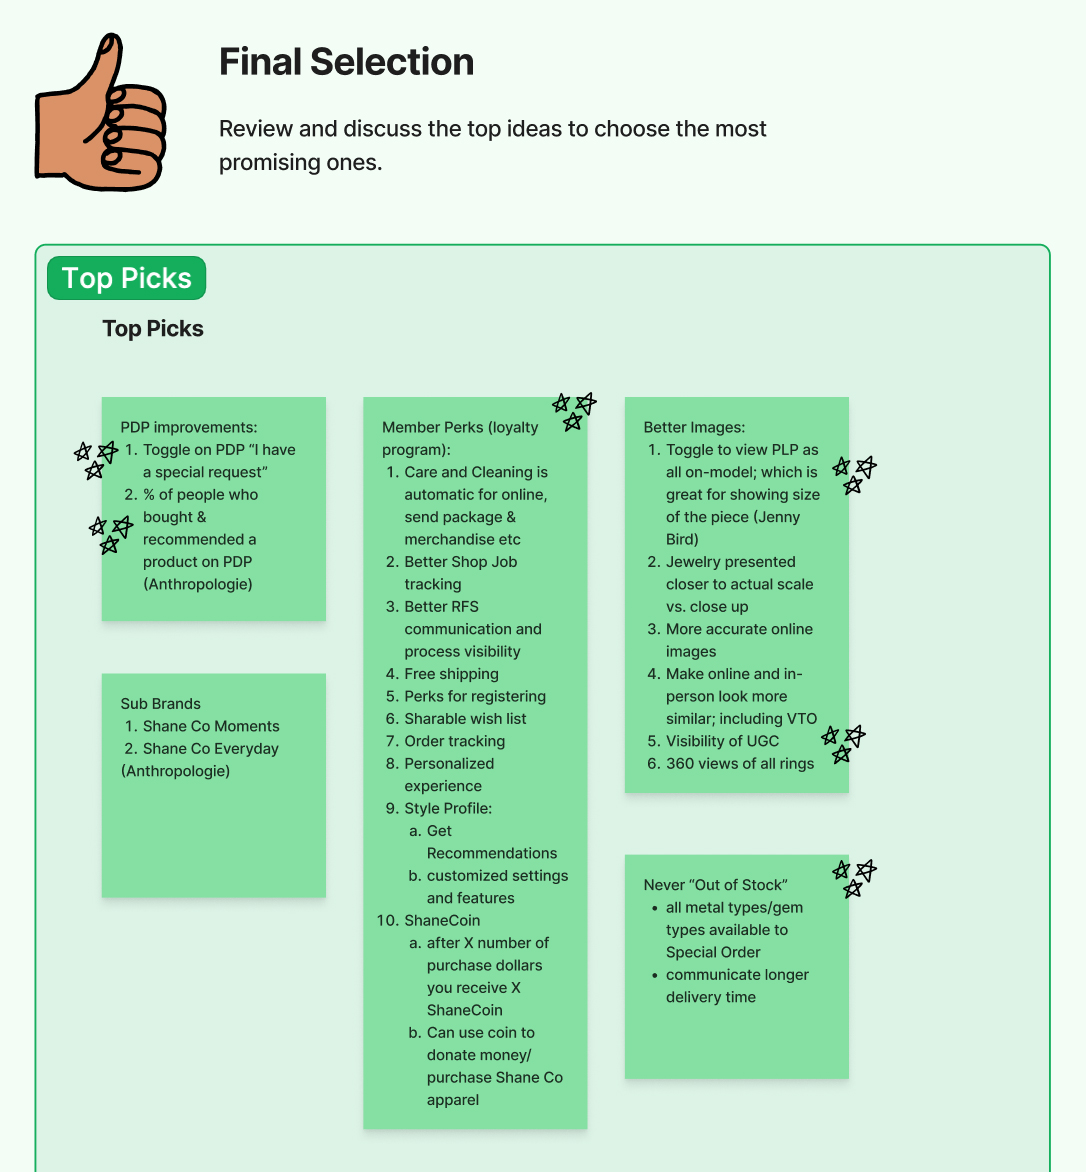 Final Selection
Review and discuss the top ideas to choose the most
promising ones.
Top Picks
Top Picks
PDP improvements:
1. Toggle on PDP “I have
a special request”
2. % of people who
bought &
recommended a
product on PDP
(Anthropologie)
Sub Brands
1. Shane Co Moments
2. Shane Co Everyday
(Anthropologie)
Member Perks (loyalty
program):
1. Care and Cleaning is
automatic for online,
send package &
merchandise etc
2. Better Shop Job
tracking
3. Better RFS
communication and
process visibility
4. Free shipping
5. Perks for registering
6. Sharable wish list
7. Order tracking
8. Personalized
experience
9. Style Profile:
a. Get
Recommendations
b. customized settings
and features
10. ShaneCoin
a. after X number of
purchase dollars
you receive X
ShaneCoin
b. Can use coin to
donate money/
purchase Shane Co
apparel
Better Images:
1. Toggle to view PLP as
all on-model; which is
great for showing size
of the piece (Jenny
Bird)
2. Jewelry presented
closer to actual scale
vs. close up
3. More accurate online
images
4. Make online and in-
person look more
similar; including VTO
5. Visibility of UGC
6. 360 views of all rings
Never “Out of Stock”
• all metal types/gem
types available to
Special Order
• communicate longer
delivery time